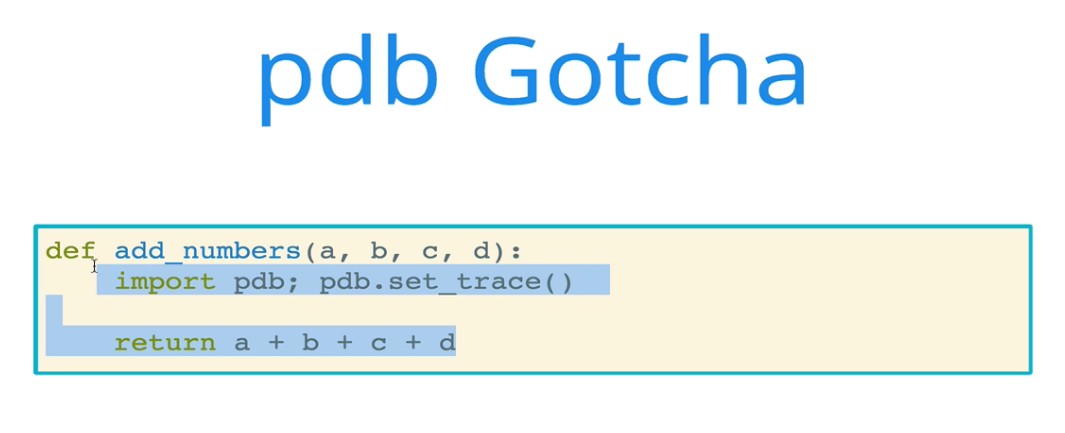 pdb Gotcha
def add_numbers(a, b, c, d):
    import pdb; pdb.set_trace()
    return a + b + c + d